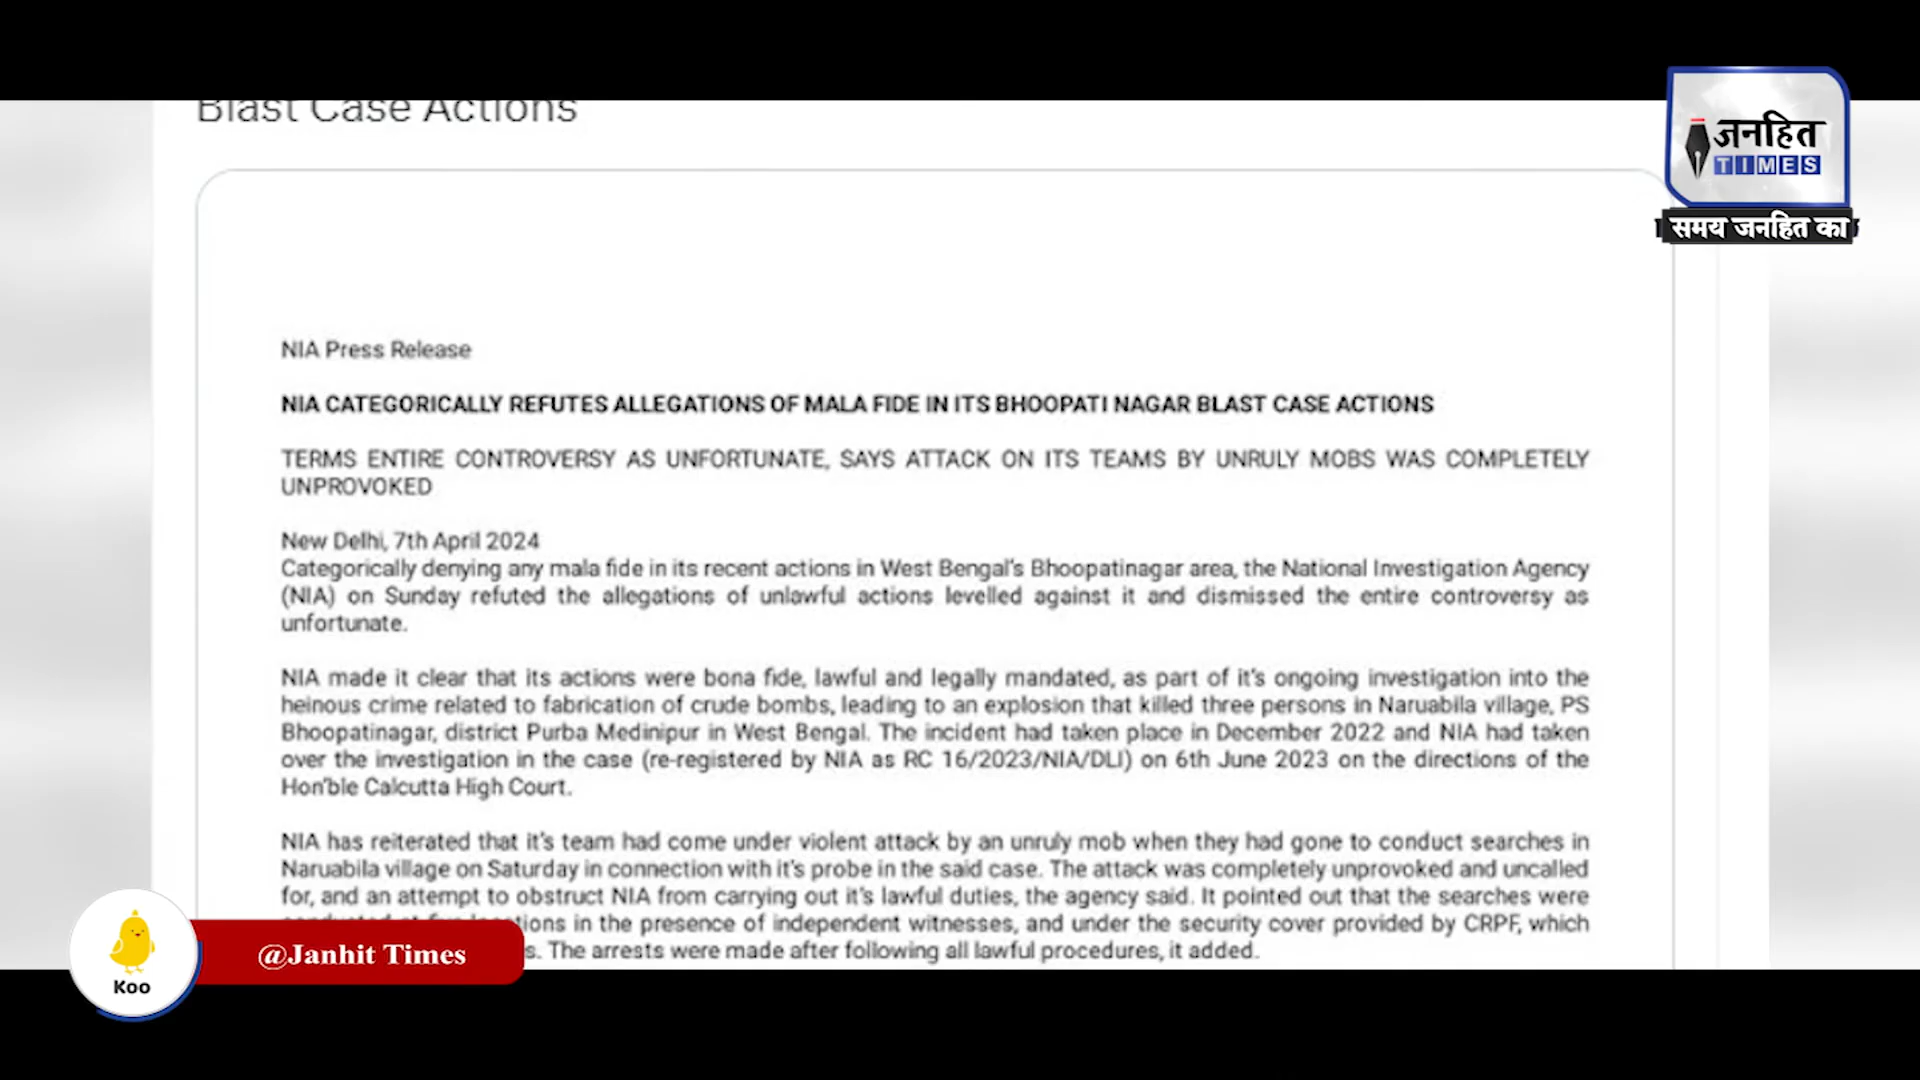 Blast Case Actions
जनहित
TIMES
समय जनहित का
NIA Press Release
NIA CATEGORICALLY REFUTES ALLEGATIONS OF MALA FIDE IN ITS BHOOPATI NAGAR BLAST CASE ACTIONS
TERMS ENTIRE CONTROVERSY AS UNFORTUNATE, SAYS ATTACK ON ITS TEAMS BY UNRULY MOBS WAS COMPLETELY
UNPROVOKED
New Delhi, 7th April 2024
Categorically denying any mala fide in its recent actions in West Bengal's Bhoopatinagar area, the National Investigation Agency
(NIA) on Sunday refuted the allegations of unlawful actions levelled against it and dismissed the entire controversy as
unfortunate.
NIA made it clear that its actions were bona fide, lawful and legally mandated, as part of it's ongoing investigation into the
heinous crime related to fabrication of crude bombs, leading to an explosion that killed three persons in Naruabila village, PS
Bhoopatinagar, district Purba Medinipur in West Bengal. The incident had taken place in December 2022 and NIA had taken
over the investigation in the case (re-registered by NIA as RC 16/2023/NIA/DLI) on 6th June 2023 on the directions of the
Hon'ble Calcutta High Court.
NIA has reiterated that it's team had come under violent attack by an unruly mob when they had gone to conduct searches in
Naruabila village on Saturday in connection with it's probe in the said case. The attack was completely unprovoked and uncalled
for, and an attempt to obstruct NIA from carrying out it's lawful duties, the agency said. It pointed out that the searches were
in the presence of independent witnesses, and under the security cover provided by CRPF, which
The arrests were made after following all lawful procedures, it added.
@Janhit Times
Koo